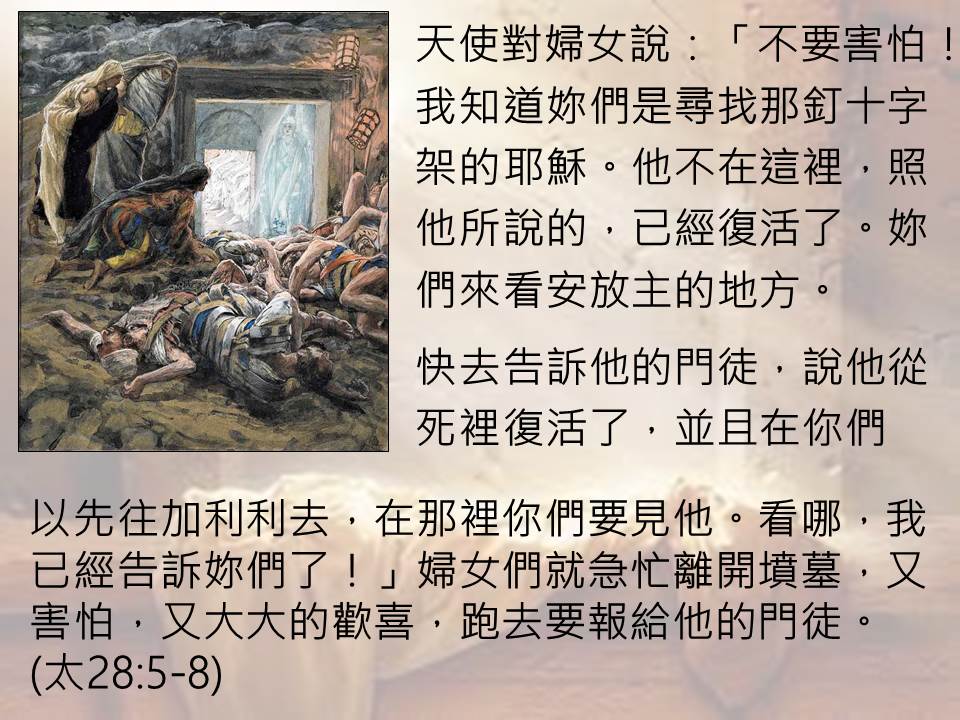 天使對婦女說：「不要害怕！
我知道妳們是尋找那釘十字
架的耶穌。他不在這裡，照
他所說的，已經復活了。妳
們來看安放主的地方。
快去告訴他的門徒，說他從
死裡復活了，並且在你們
以先往加利利去，在那裡你們要見他。看哪，我
已經告訴妳們了！」婦女們就急忙離開墳墓，又
害怕，又大大的歡喜，跑去要報給他的門徒。
(太28:5-8)